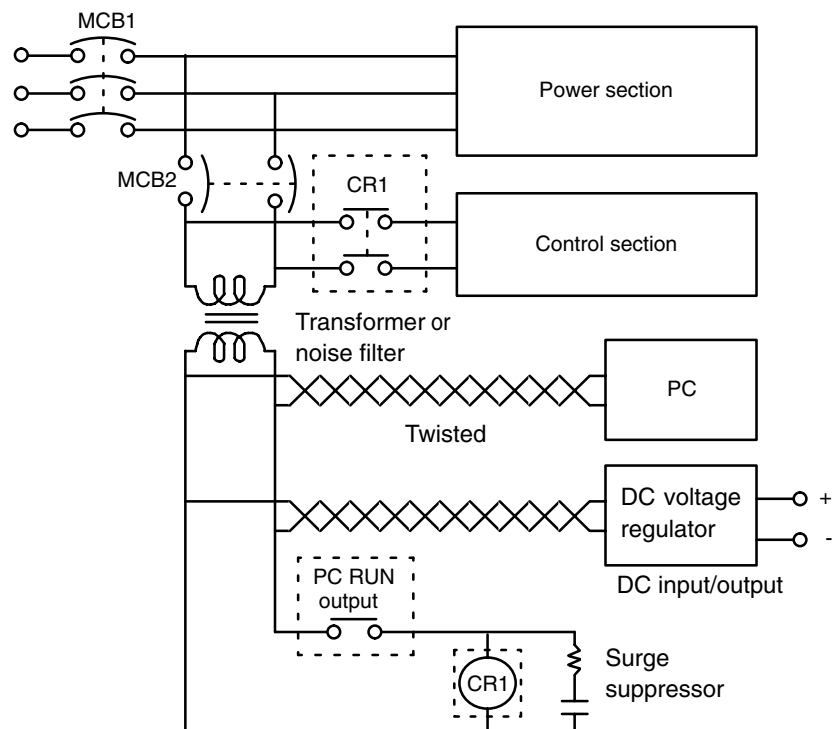 MCB1
Power section
MCB2
CR1
Control section
Transformer or
noise filter
PC
Twisted
DC voltage
regulator
+
-
DC input/output
PC RUN
output
CR1
Surge
suppressor